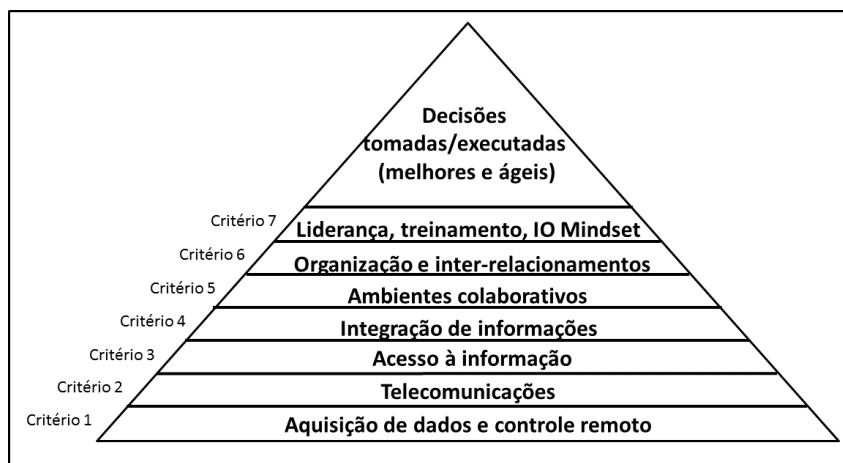 Decisões
tomadas/executadas
(melhores e ágeis)
Critério 7
Liderança, treinamento, IO Mindset
Critério 6
Organização e inter-relacionamentos
Critério 5
Ambientes colaborativos
Critério 4
Integração de informações
Critério 3
Acesso à informação
Critério 2
Telecomunicações
Critério 1
Aquisição de dados e controle remoto